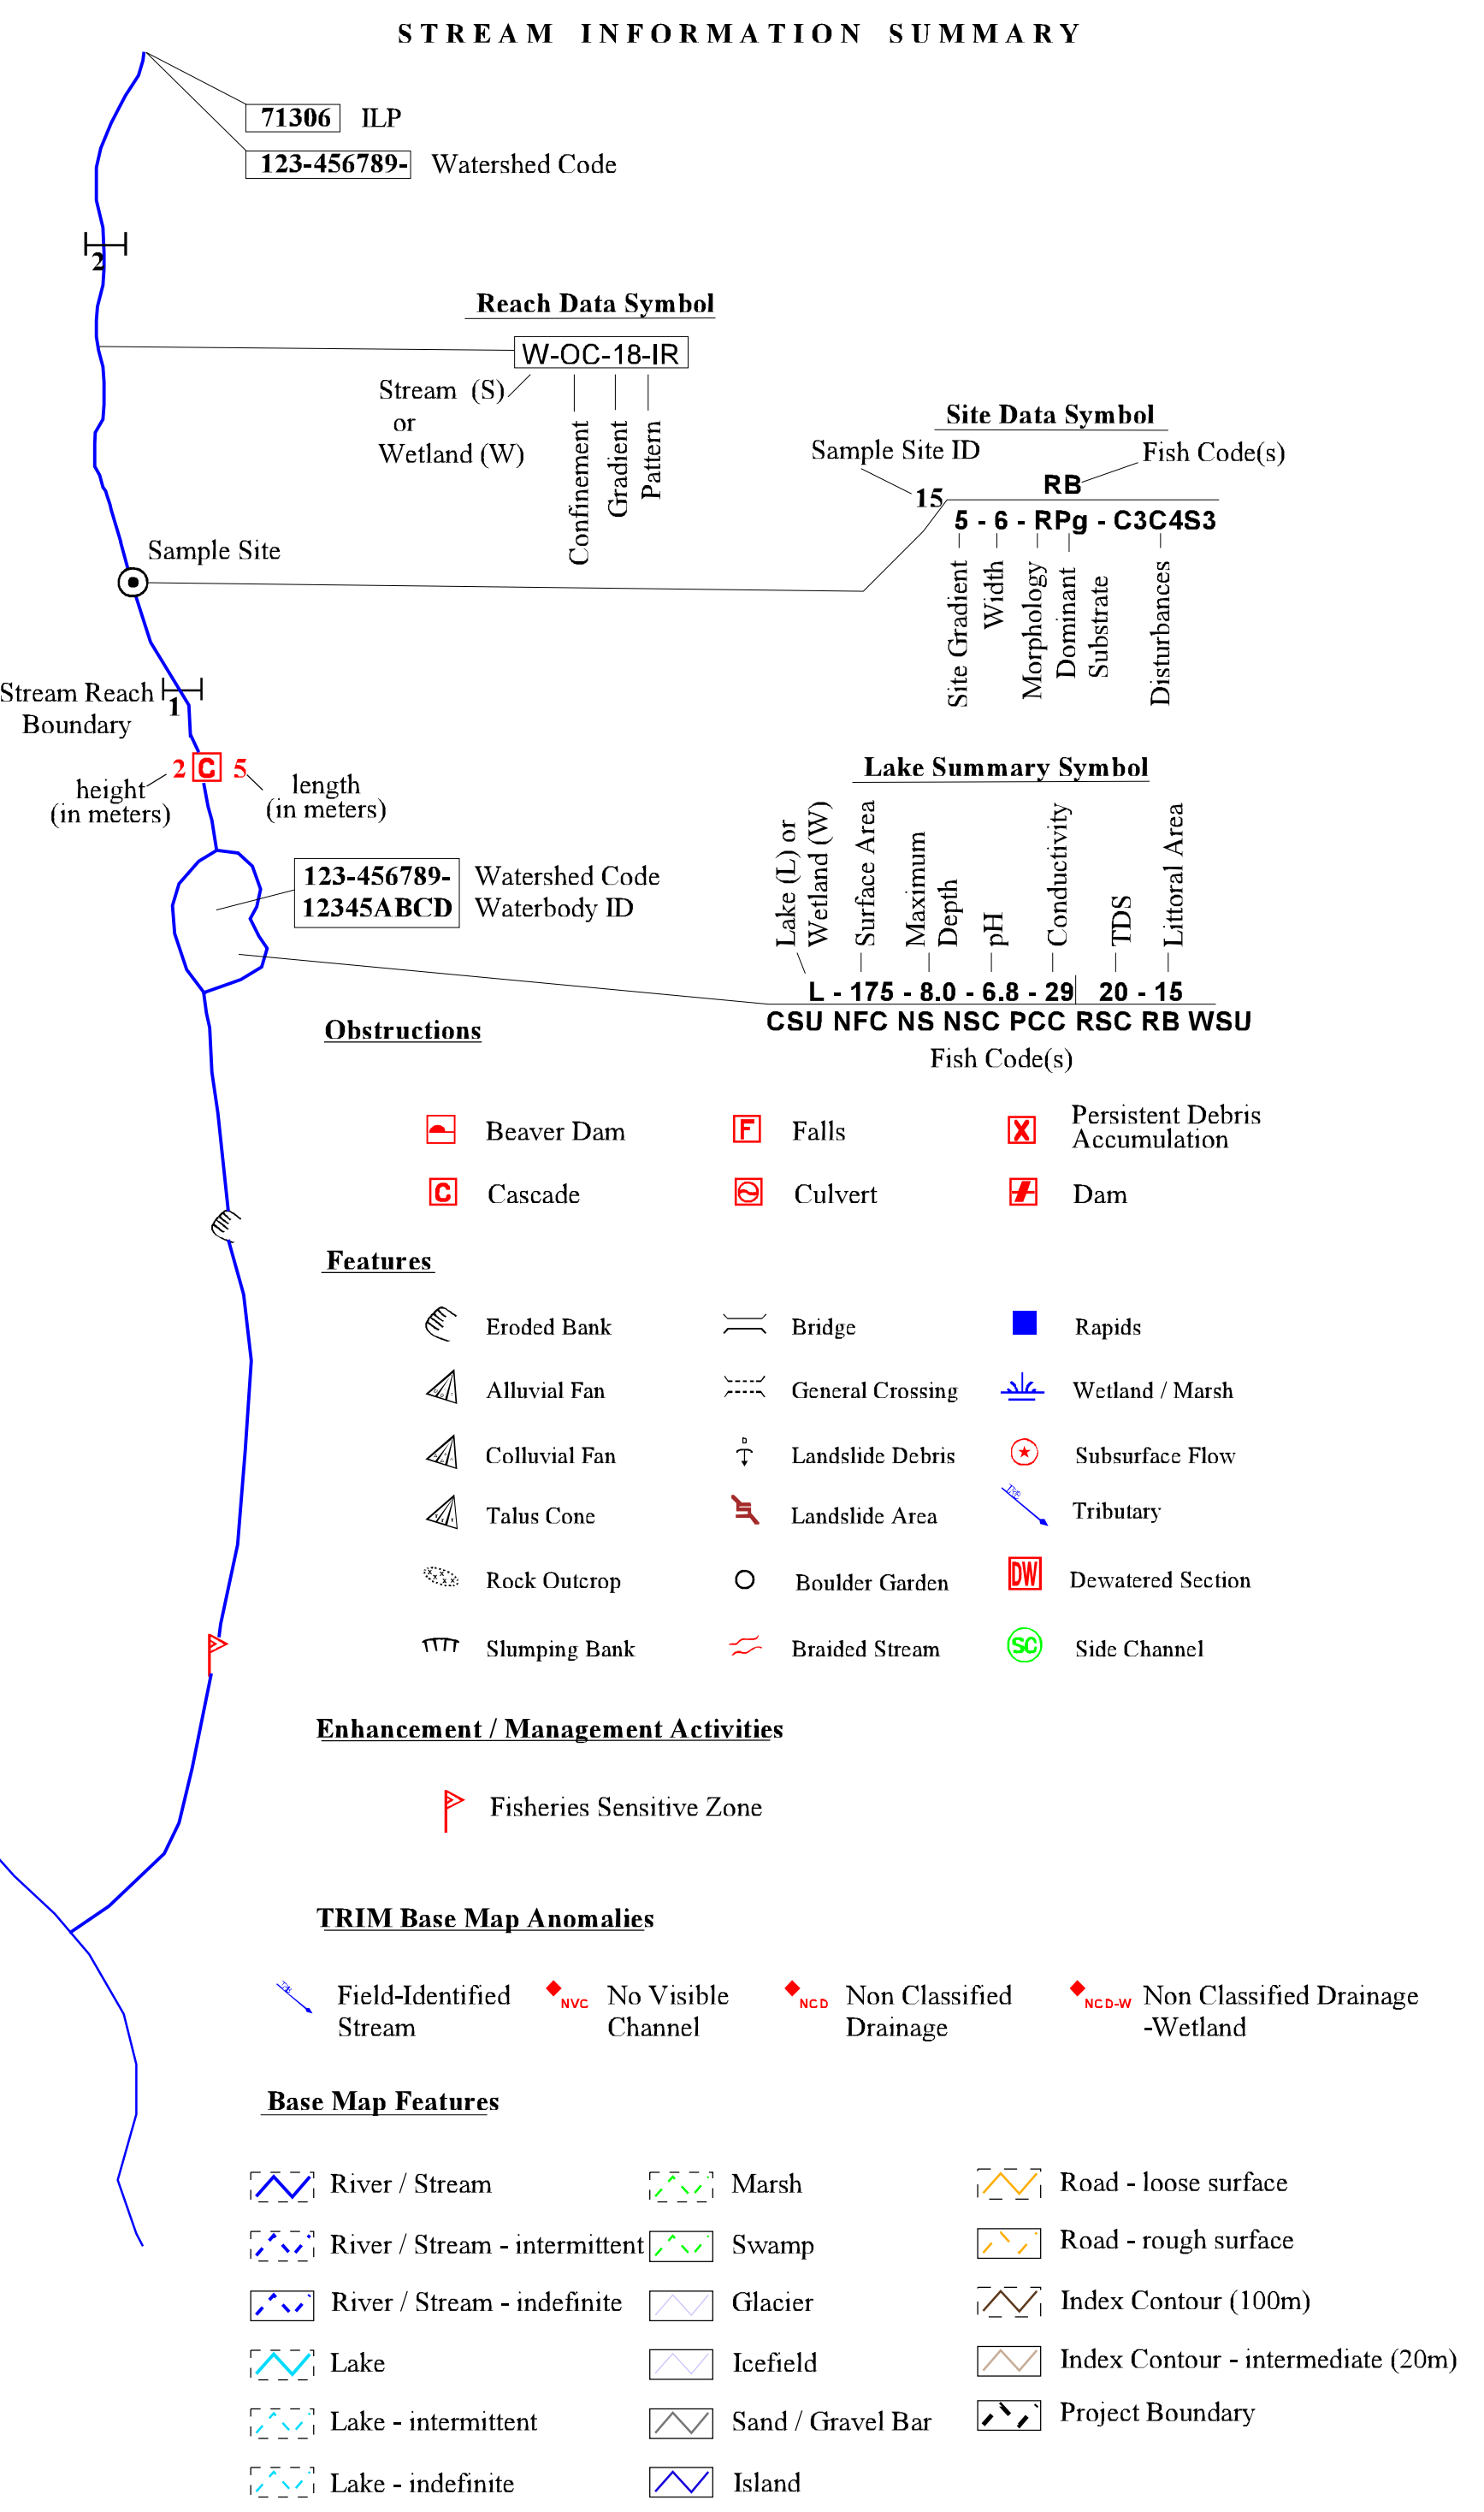 STREAM INFORMATION SUMMARY
71306 ILP
123-456789- Watershed Code
2
Reach Data Symbol
W-OC-18-IR
Stream (S)
or
Wetland (W)
Confinement
Gradient
Pattern
Site Data Symbol
Sample Site ID
Fish Code(s)
RB
15
5 - 6 - RPg - C3C4S3
Site Gradient
Width
Morphology
Dominant
Substrate
Disturbances
Sample Site
Stream Reach
Boundary
1
2 C 5
height
(in meters)
length
(in meters)
Lake Summary Symbol
Lake (L) or
Wetland (W)
Surface Area
Maximum
Depth
pH
Conductivity
TDS
Littoral Area
L - 175 - 8.0 - 6.8 - 29 20 - 15
CSU NFC NS NSC PCC RSC RB WSU
Fish Code(s)
123-456789- Watershed Code
12345ABCD Waterbody ID
Obstructions
Beaver Dam
F Falls
X Persistent Debris
Accumulation
C Cascade
Culvert
Dam
Features
Eroded Bank
Bridge
Rapids
Alluvial Fan
General Crossing
Wetland / Marsh
Colluvial Fan
D Landslide Debris
Subsurface Flow
Talus Cone
Landslide Area
Tributary
Rock Outcrop
Boulder Garden
DW Dewatered Section
Slumping Bank
Braided Stream
SC Side Channel
Enhancement / Management Activities
Fisheries Sensitive Zone
TRIM Base Map Anomalies
Field-Identified
Stream
NVC No Visible
Channel
NCD Non Classified
Drainage
NCD-W Non Classified Drainage
-Wetland
Base Map Features
River / Stream
Marsh
Road - loose surface
River / Stream - intermittent
Swamp
Road - rough surface
River / Stream - indefinite
Glacier
Index Contour (100m)
Lake
Icefield
Index Contour - intermediate (20m)
Lake - intermittent
Sand / Gravel Bar
Project Boundary
Lake - indefinite
Island